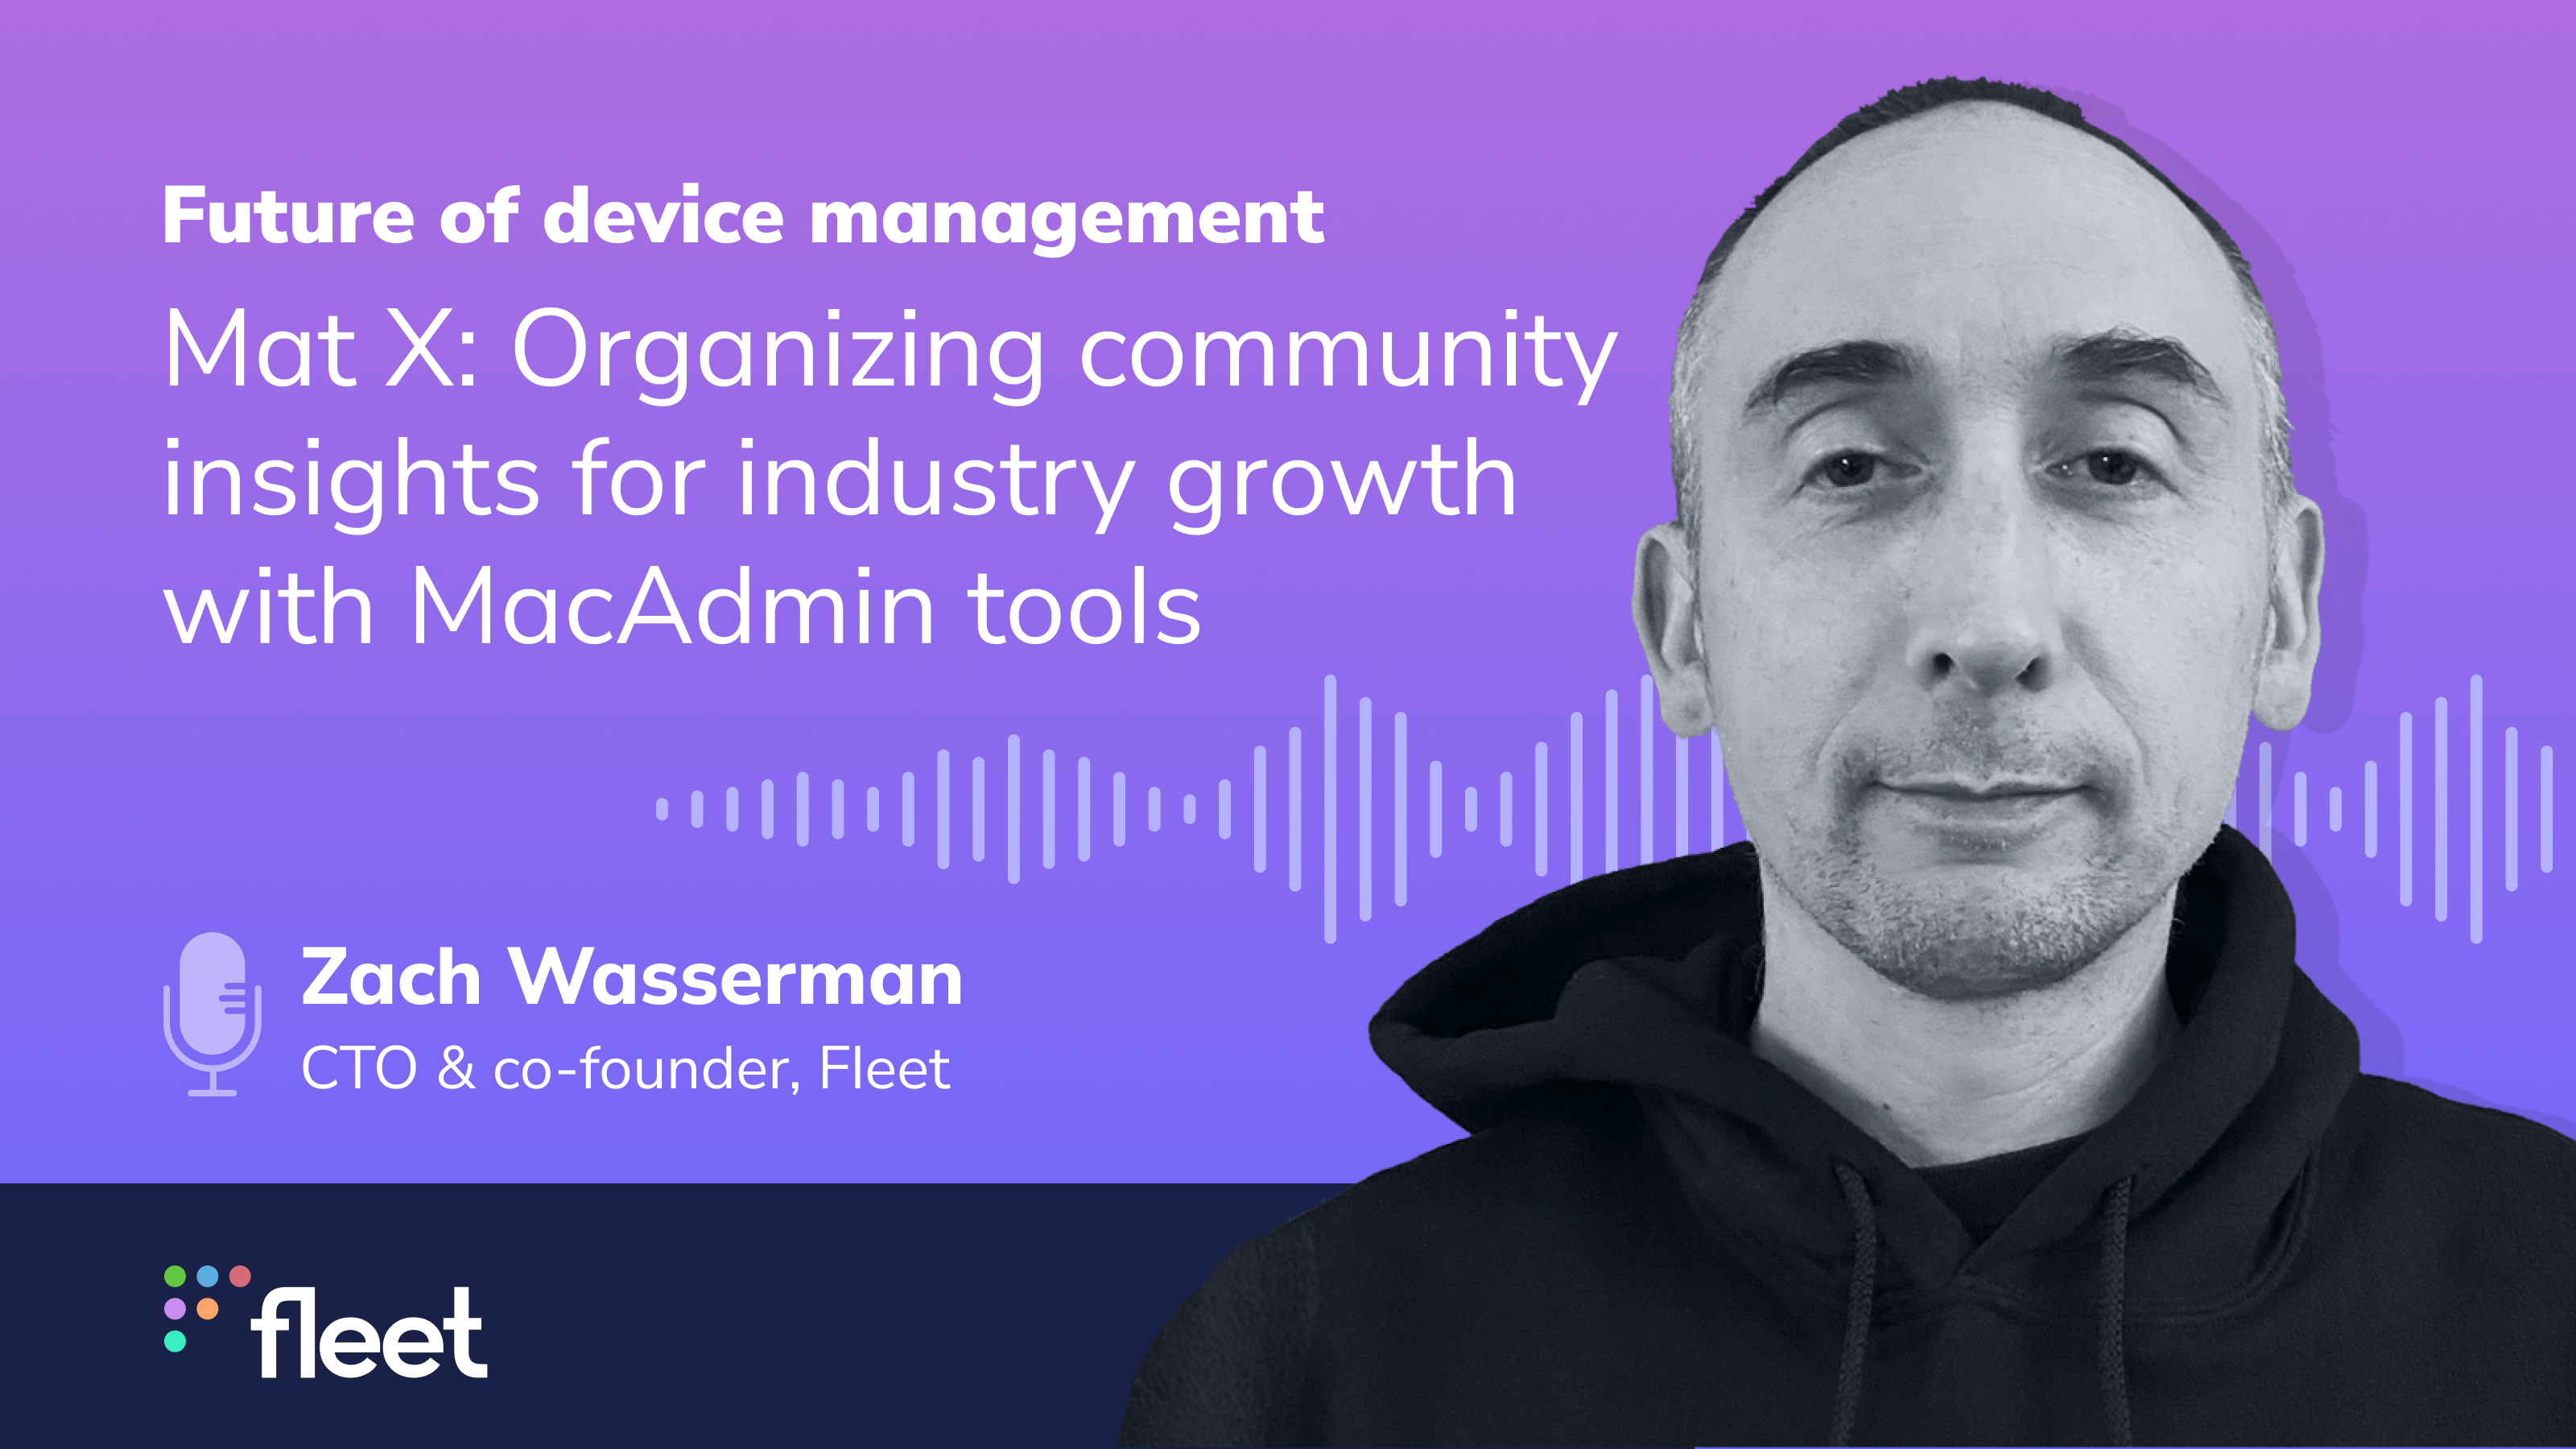 Future of device management
Mat X: Organizing community
insights for industry growth
with MacAdmin tools
Zach Wasserman
CTO & co-founder, Fleet
fleet